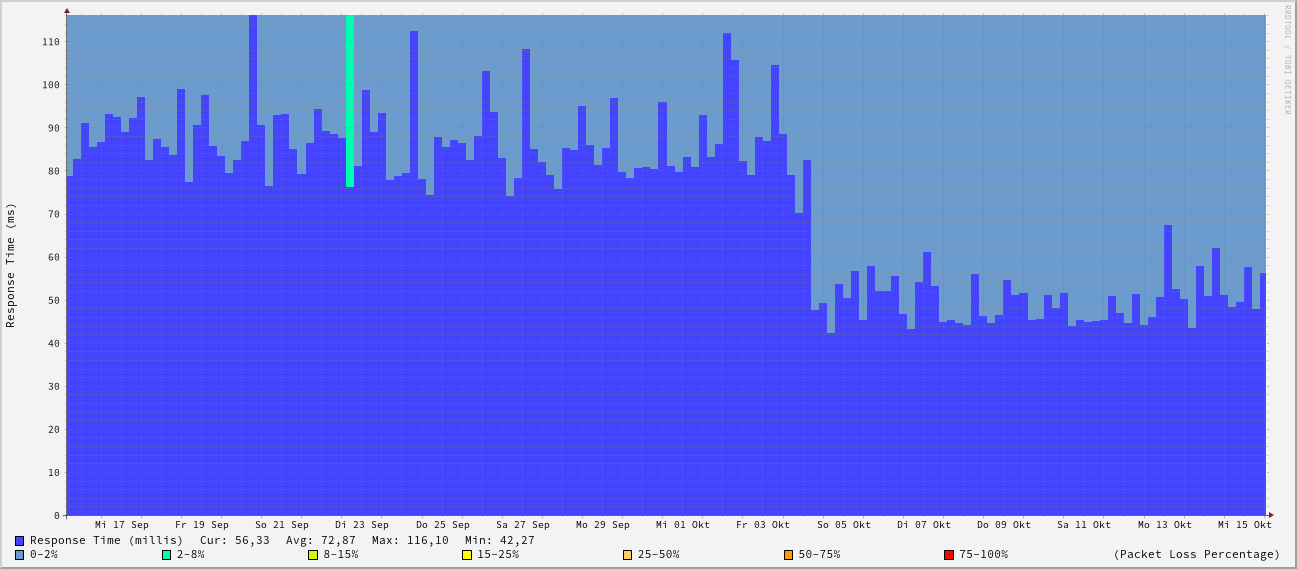 RRDTOOL / TOBI OETIKER
Response Time (ms)
110
100
90
80
70
60
50
40
30
20
10
0
Mi 17 Sep Fr 19 Sep So 21 Sep Di 23 Sep Do 25 Sep Sa 27 Sep Mo 29 Sep Mi 01 Okt Fr 03 Okt So 05 Okt Di 07 Okt Do 09 Okt Sa 11 Okt Mo 13 Okt Mi 15 Okt
Response Time (millis) Cur: 56,33 Avg: 72,87 Max: 116,10 Min: 42,27
0-2% 2-8% 8-15% 15-25% 25-50% 50-75% 75-100% (Packet Loss Percentage)